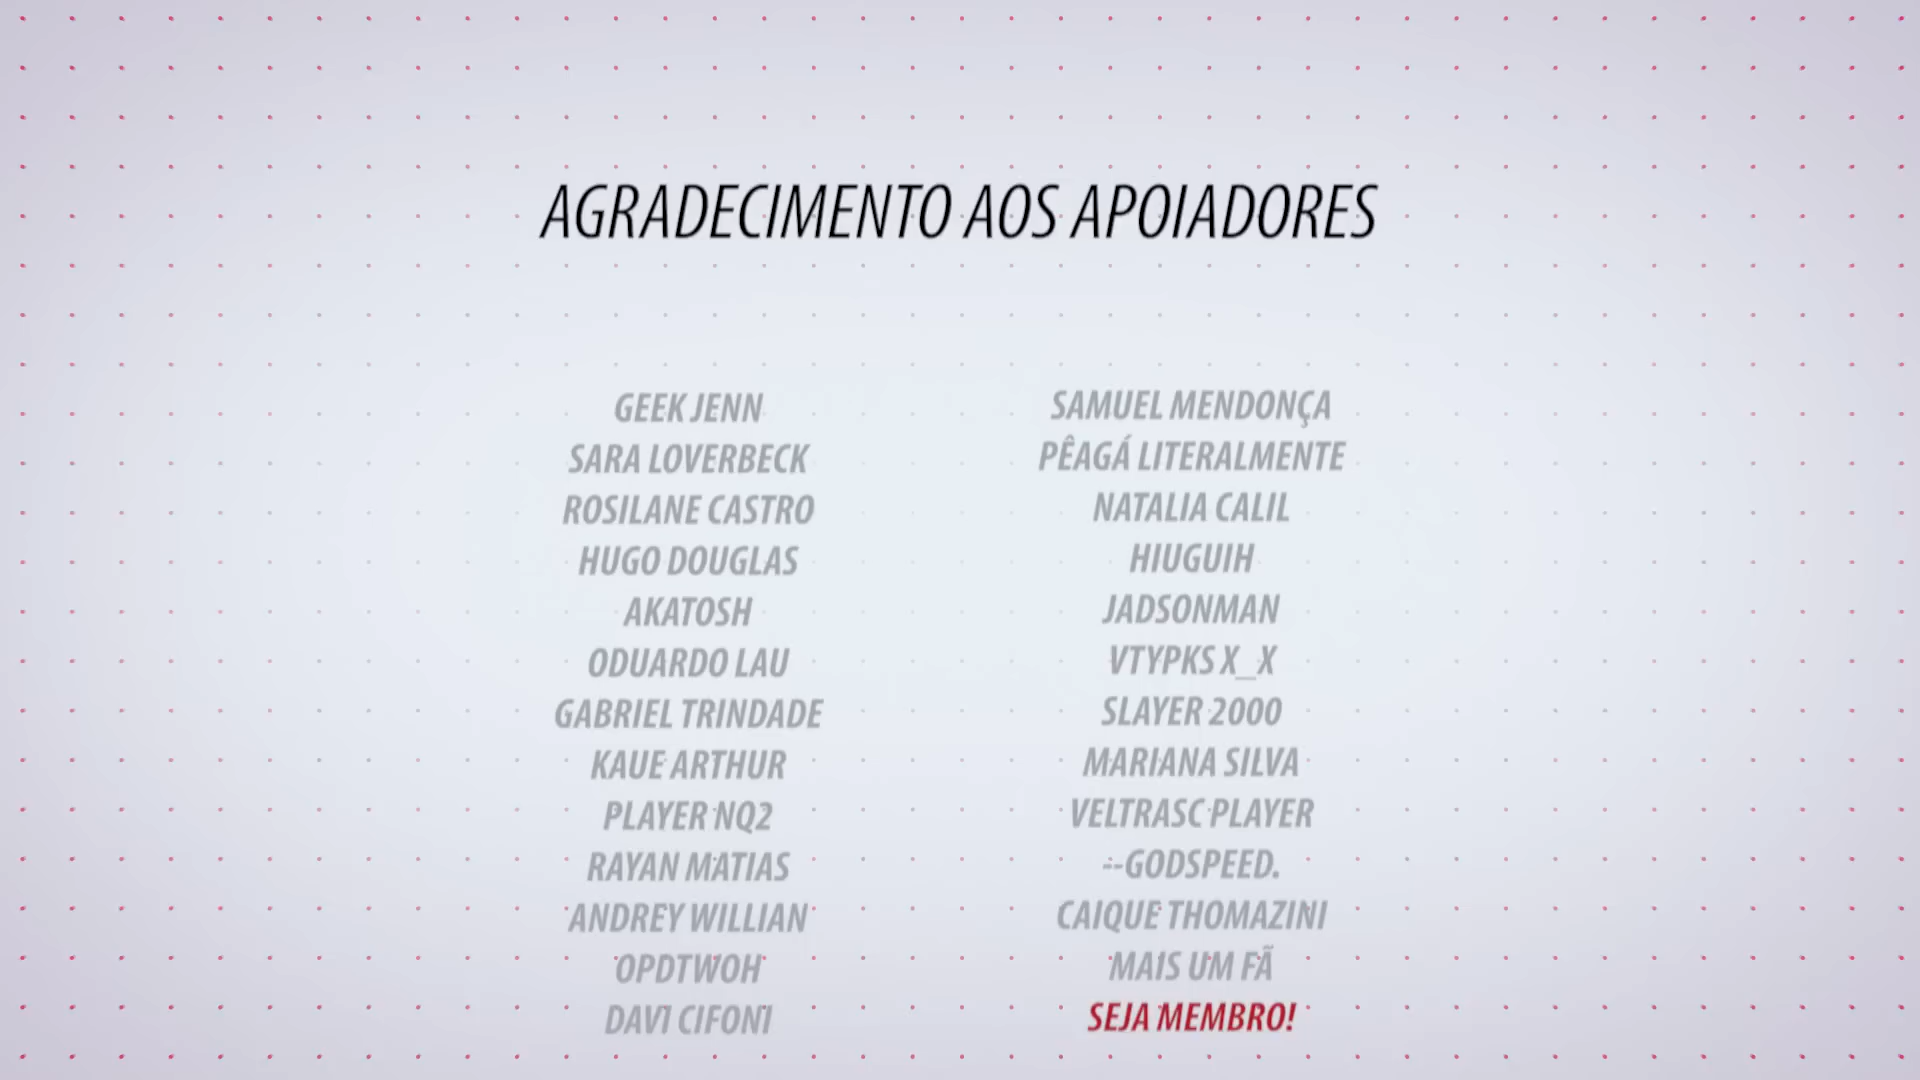 AGRADECIMENTO AOS APOIADORES
GEEK JENN
SARA LOVERBECK
ROSILANE CASTRO
HUGO DOUGLAS
AKATOSH
ODUARDO LAU
GABRIEL TRINDADE
KAUE ARTHUR
PLAYER NQ2
RAYAN MATIAS
ANDREY WILLIAN
OPDTWOH
DAVI CIFONI
SAMUEL MENDONÇA
PÊAGÁ LITERALMENTE
NATALIA CALIL
HIUGUIH
JADSONMAN
VTYPKS X_X
SLAYER 2000
MARIANA SILVA
VELTRASC PLAYER
--GODSPEED.
CAIQUE THOMAZINI
MAIS UM FÃ
SEJA MEMBRO!